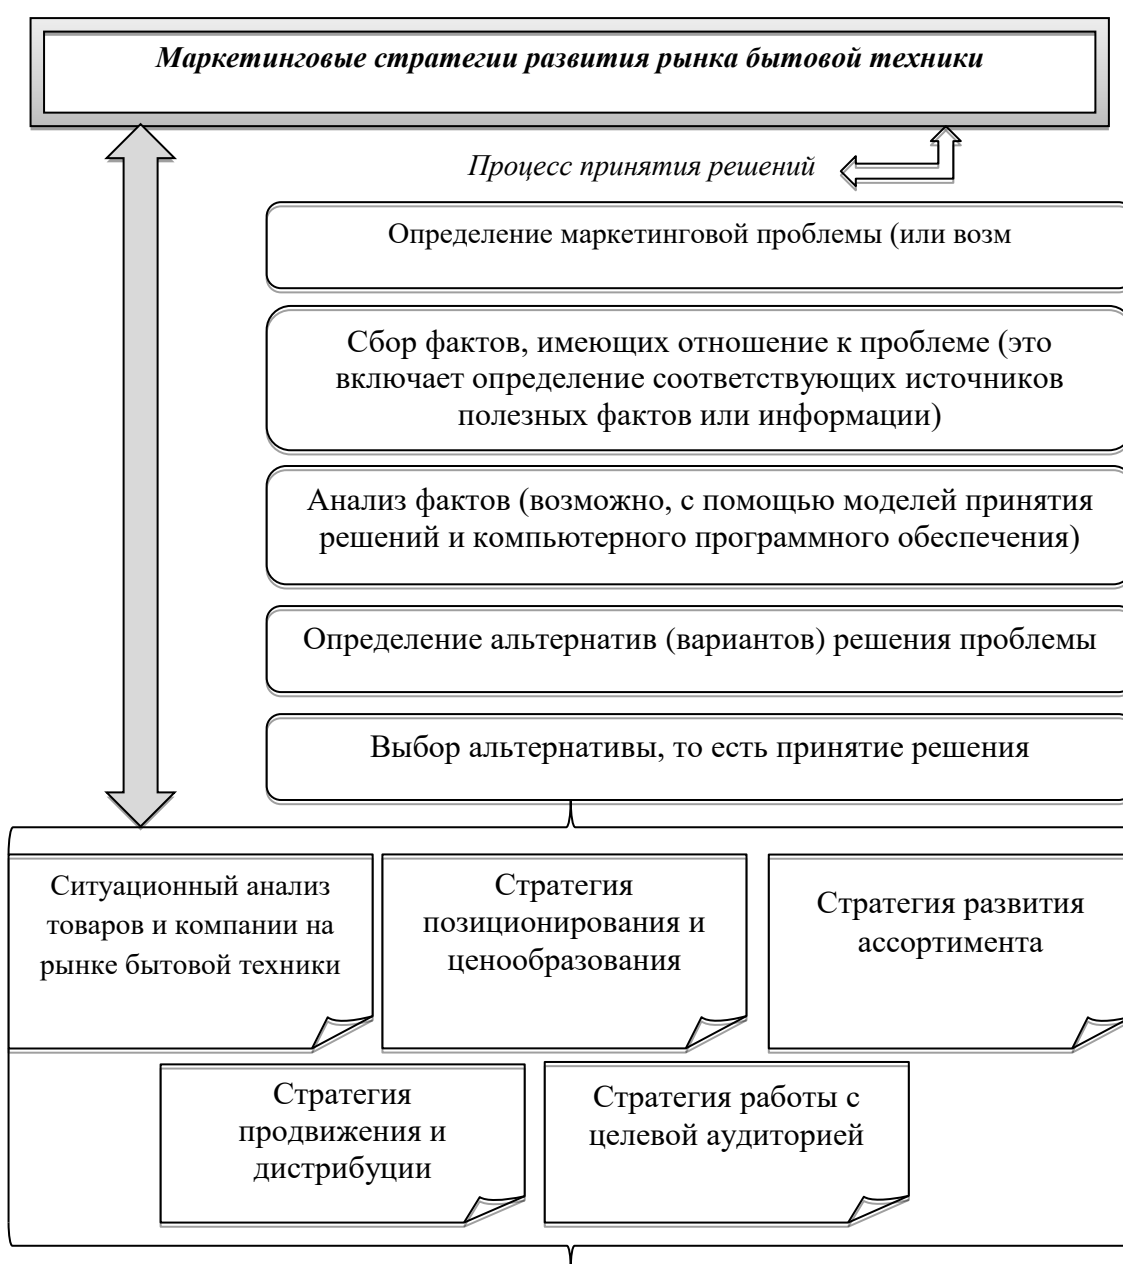 Маркетинговые стратегии развития рынка бытовой техники
Процесс принятия решений
Определение маркетинговой проблемы (или возм
Сбор фактов, имеющих отношение к проблеме (это
включает определение соответствующих источников
полезных фактов или информации)
Анализ фактов (возможно, с помощью моделей принятия
решений и компьютерного программного обеспечения)
Определение альтернатив (вариантов) решения проблемы
Выбор альтернативы, то есть принятие решения
Ситуационный анализ
товаров и компании на
рынке бытовой техники
Стратегия
позиционирования и
ценообразования
Стратегия развития
ассортимента
Стратегия
продвижения и
дистрибуции
Стратегия работы с
целевой аудиторией